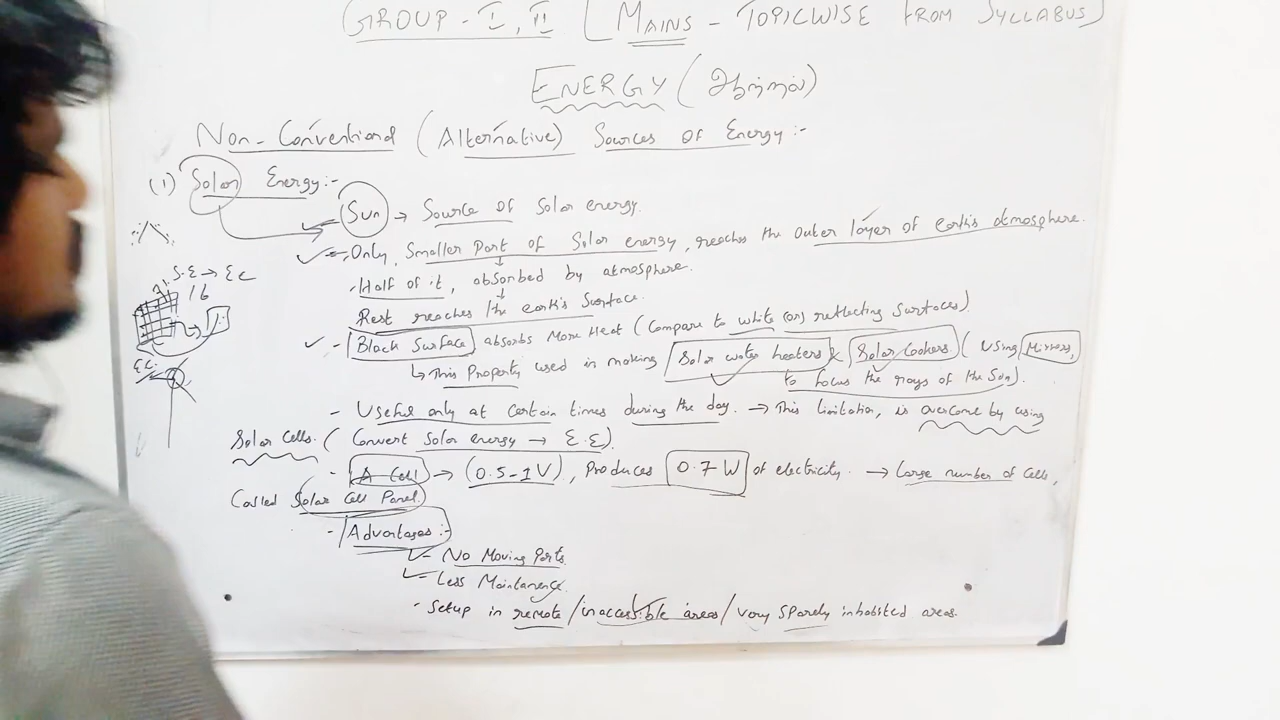 GROUP - I, II [MAINS - TOPICWISE FROM SYLLABUS]
ENERGY (ஆற்றல்)
Non-Conventional (Alternative) Sources of Energy:-
(1) Solar Energy:-
Sun → Source of Solar energy.
- Only, Smaller part of Solar energy, reaches the outer layer of earth's atmosphere.
S.E → E.E
- Half of it, absorbed by atmosphere.
Rest reaches the earth's Surface.
- Black Surface absorbs More Heat (Compare to white (or) reflecting Surfaces)
↳ This Property used in making Solar water heaters & Solar Cookers (using Mirrors,
to focus the rays of the Sun).
- Useful only at Certain times during the day. → This limitation, is overcome by using
Solar Cells. (Convert Solar energy → E.E).
- A Cell → (0.5-1V), Produces 0.7 W of electricity. → Large number of Cells,
Called Solar Cell Panel
- Advantages:-
- No Moving Parts.
- Less Maintanence.
- Setup in remote/inaccessible areas/very Sparely inhabited areas.